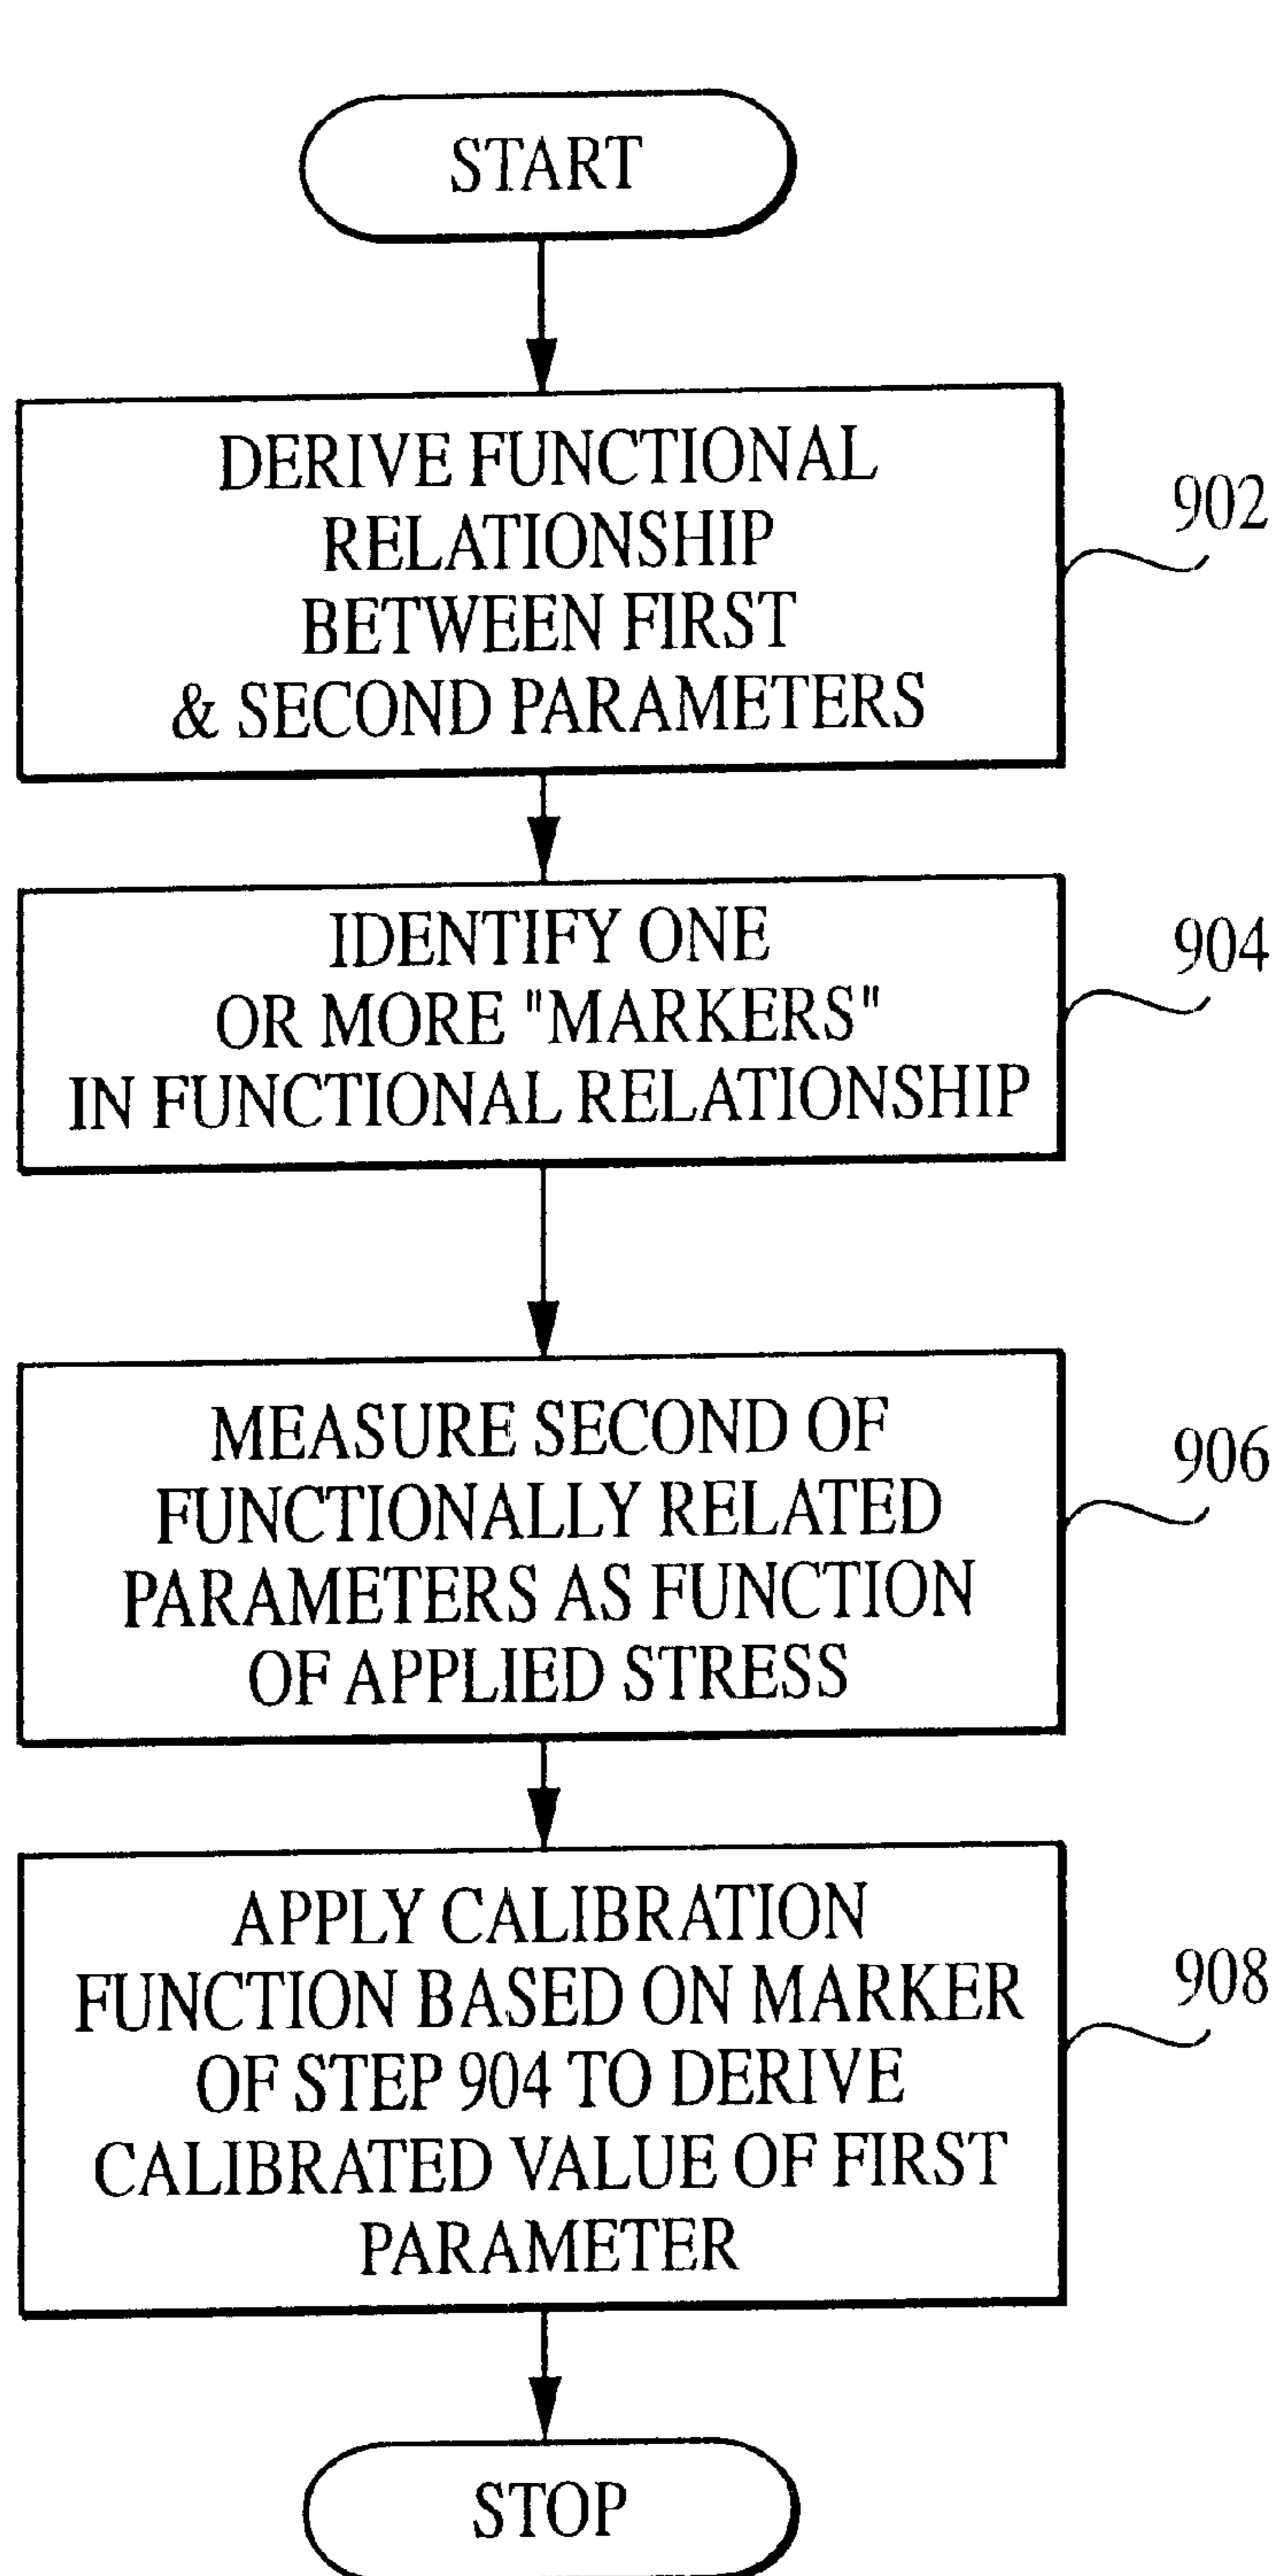 START
DERIVE FUNCTIONAL
RELATIONSHIP
BETWEEN FIRST
& SECOND PARAMETERS
902
IDENTIFY ONE
OR MORE "MARKERS"
IN FUNCTIONAL RELATIONSHIP
904
MEASURE SECOND OF
FUNCTIONALLY RELATED
PARAMETERS AS FUNCTION
OF APPLIED STRESS
906
APPLY CALIBRATION
FUNCTION BASED ON MARKER
OF STEP 904 TO DERIVE
CALIBRATED VALUE OF FIRST
PARAMETER
908
STOP